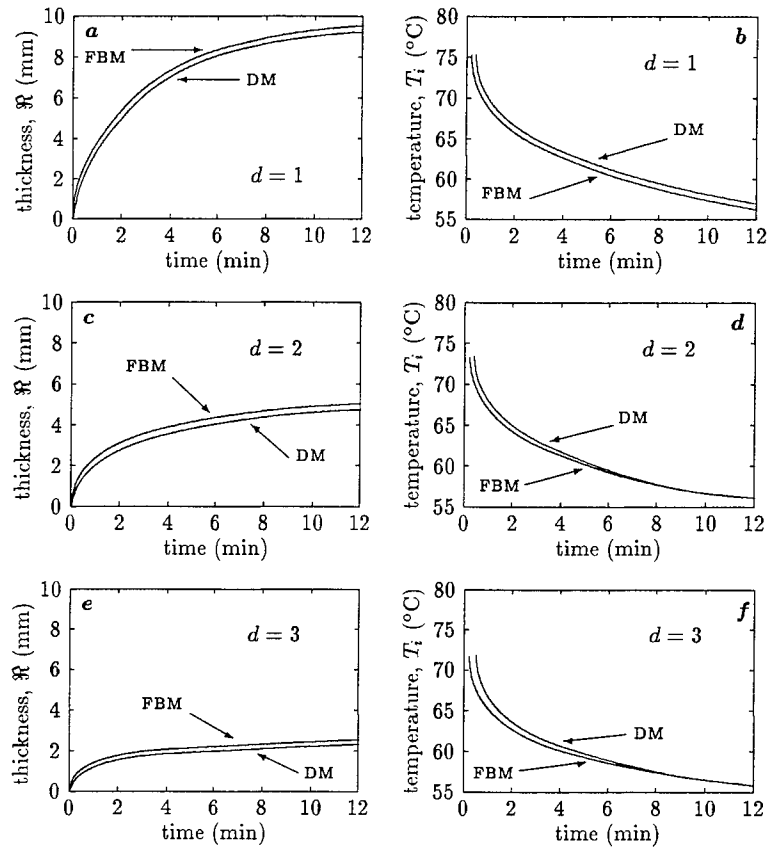 a
FBM
DM
d = 1
thickness, ℜ (mm)
10
8
6
4
2
0
0 2 4 6 8 10 12
time (min)
b
d = 1
DM
FBM
temperature, Tᵢ (°C)
80
75
70
65
60
55
0 2 4 6 8 10 12
time (min)
c
d = 2
FBM
DM
thickness, ℜ (mm)
10
8
6
4
2
0
0 2 4 6 8 10 12
time (min)
d
d = 2
DM
FBM
temperature, Tᵢ (°C)
80
75
70
65
60
55
0 2 4 6 8 10 12
time (min)
e
d = 3
FBM
DM
thickness, ℜ (mm)
10
8
6
4
2
0
0 2 4 6 8 10 12
time (min)
f
d = 3
DM
FBM
temperature, Tᵢ (°C)
80
75
70
65
60
55
0 2 4 6 8 10 12
time (min)